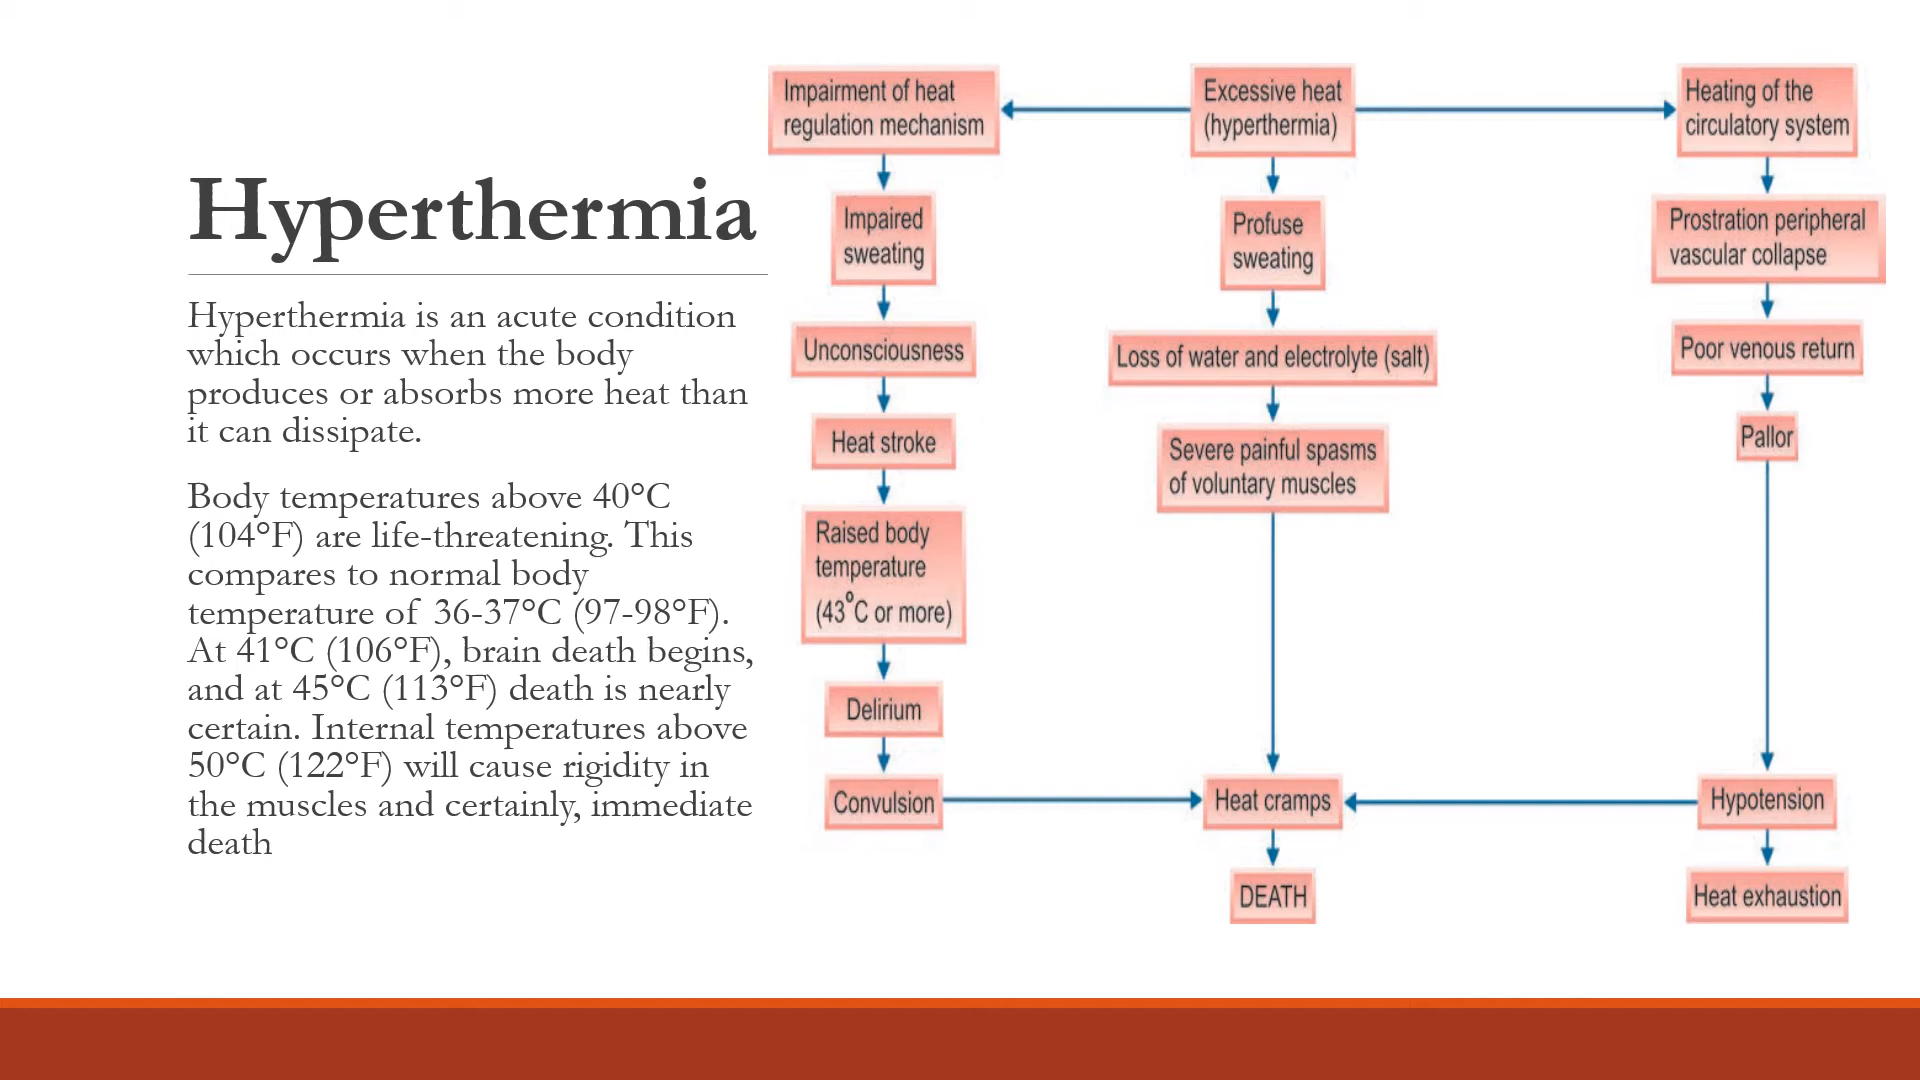 Hyperthermia
Hyperthermia is an acute condition
which occurs when the body
produces or absorbs more heat than
it can dissipate.
Body temperatures above 40°C
(104°F) are life-threatening. This
compares to normal body
temperature of 36-37°C (97-98°F).
At 41°C (106°F), brain death begins,
and at 45°C (113°F) death is nearly
certain. Internal temperatures above
50°C (122°F) will cause rigidity in
the muscles and certainly, immediate
death
Impairment of heat
regulation mechanism
Impaired
sweating
Unconsciousness
Heat stroke
Raised body
temperature
(43°C or more)
Delirium
Convulsion
Excessive heat
(hyperthermia)
Profuse
sweating
Loss of water and electrolyte (salt)
Severe painful spasms
of voluntary muscles
Heat cramps
DEATH
Heating of the
circulatory system
Prostration peripheral
vascular collapse
Poor venous return
Pallor
Hypotension
Heat exhaustion